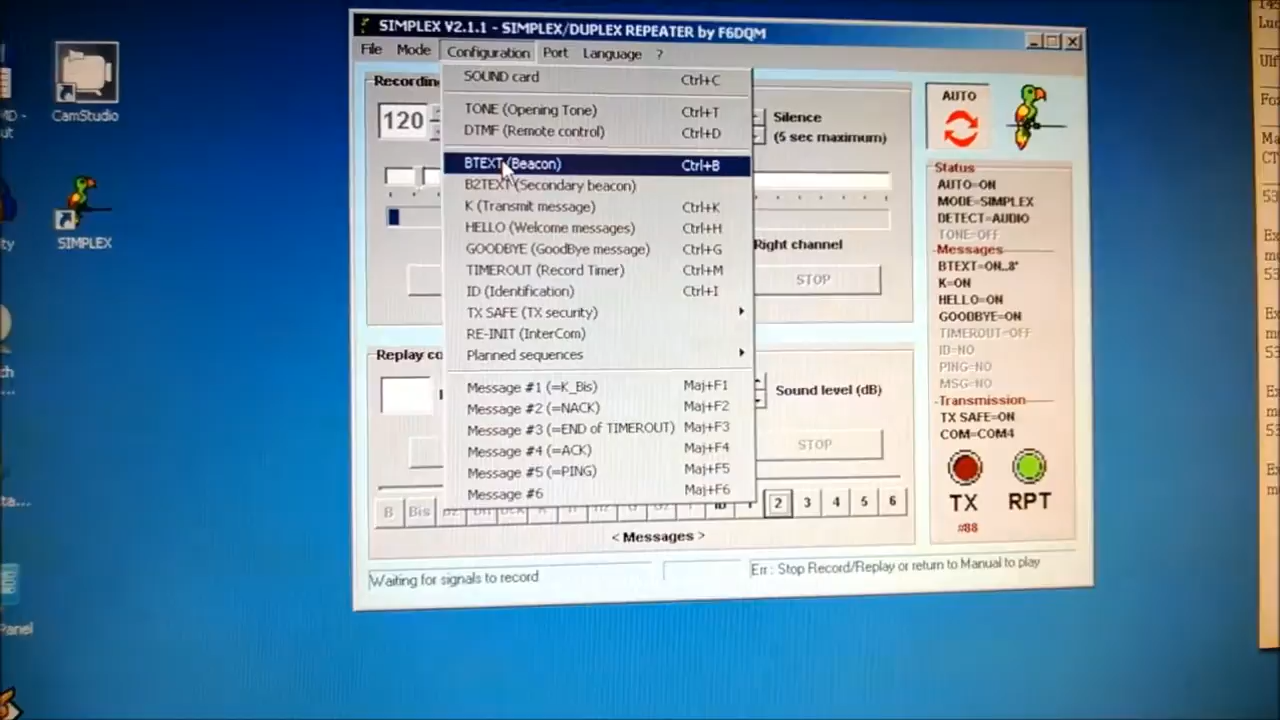 SIMPLEX V2.1.1 - SIMPLEX/DUPLEX REPEATER by F6DQM
File Mode Configuration Port Language ?
CamStudio
SIMPLEX
SOUND card Ctrl+C
TONE (Opening Tone) Ctrl+T
DTMF (Remote control) Ctrl+D
BTEXT (Beacon) Ctrl+B
B2TEXT (Secondary beacon)
K (Transmit message) Ctrl+K
HELLO (Welcome messages) Ctrl+H
GOODBYE (GoodBye message) Ctrl+G
TIMEROUT (Record Timer) Ctrl+M
ID (Identification) Ctrl+I
TX SAFE (TX security)
RE-INIT (InterCom)
Planned sequences
Message #1 (=K_Bis) Maj+F1
Message #2 (=NACK) Maj+F2
Message #3 (=END of TIMEROUT) Maj+F3
Message #4 (=ACK) Maj+F4
Message #5 (=PING) Maj+F5
Message #6 Maj+F6
Recording
120
Silence
(5 sec maximum)
Right channel
STOP
Replay co
Sound level (dB)
STOP
B Bis 2 3 4 5 6
< Messages >
Waiting for signals to record
Err : Stop Record/Replay or return to Manual to play
AUTO
Status
AUTO=ON
MODE=SIMPLEX
DETECT=AUDIO
TONE=OFF
Messages
BTEXT=ON..8'
K=ON
HELLO=ON
GOODBYE=ON
TIMEROUT=OFF
ID=NO
PING=NO
MSG=NO
Transmission
TX SAFE=ON
COM=COM4
TX RPT
#88
Panel